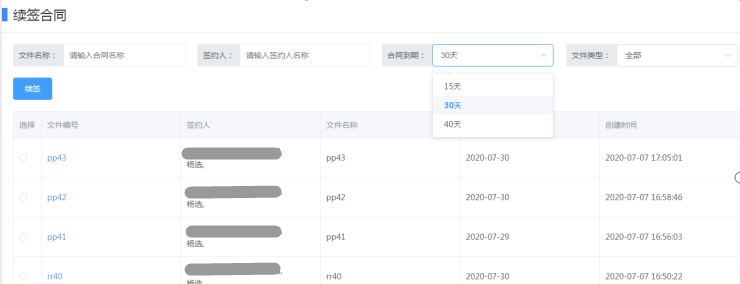 续签合同
文件名称： 请输入合同名称 签约人： 请输入签约人名称 合同到期： 30天 文件类型： 全部
续签
15天
30天
40天
选择 文件编号 签约人 文件名称 创建时间
pp43 杨选, pp43 2020-07-30 2020-07-07 17:05:01
pp42 杨选, pp42 2020-07-30 2020-07-07 16:58:46
pp41 杨选, pp41 2020-07-29 2020-07-07 16:56:03
rr40 杨选, rr40 2020-07-30 2020-07-07 16:50:22